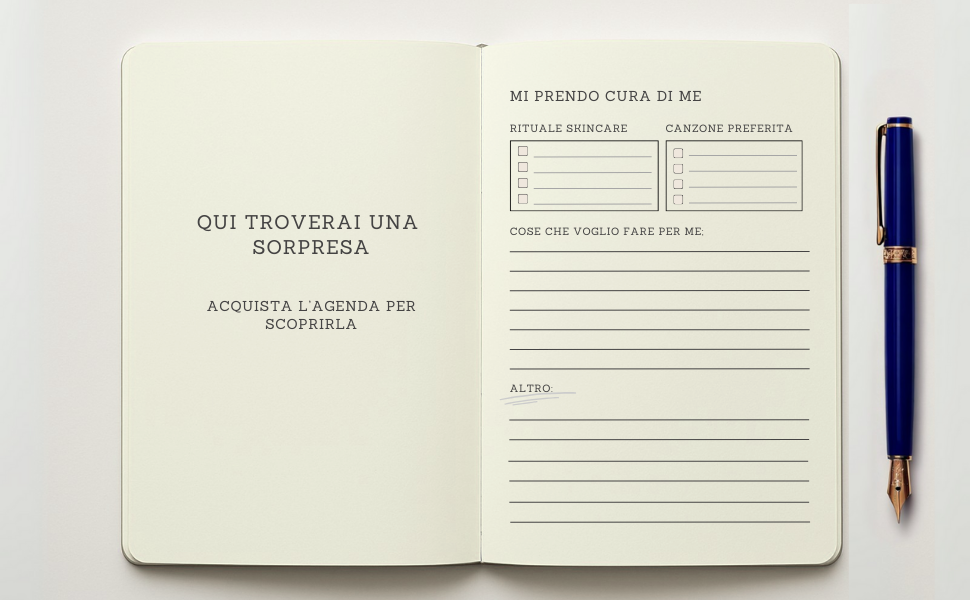 QUI TROVERAI UNA
SORPRESA
ACQUISTA L'AGENDA PER
SCOPRIRLA
MI PRENDO CURA DI ME
RITUALE SKINCARE
CANZONE PREFERITA
COSE CHE VOGLIO FARE PER ME:
ALTRO: